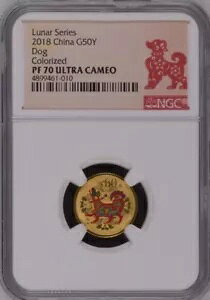 Lunar Series
2018 China G50Y
Dog
Colorized
PF 70 ULTRA CAMEO
4899461-010
NGC